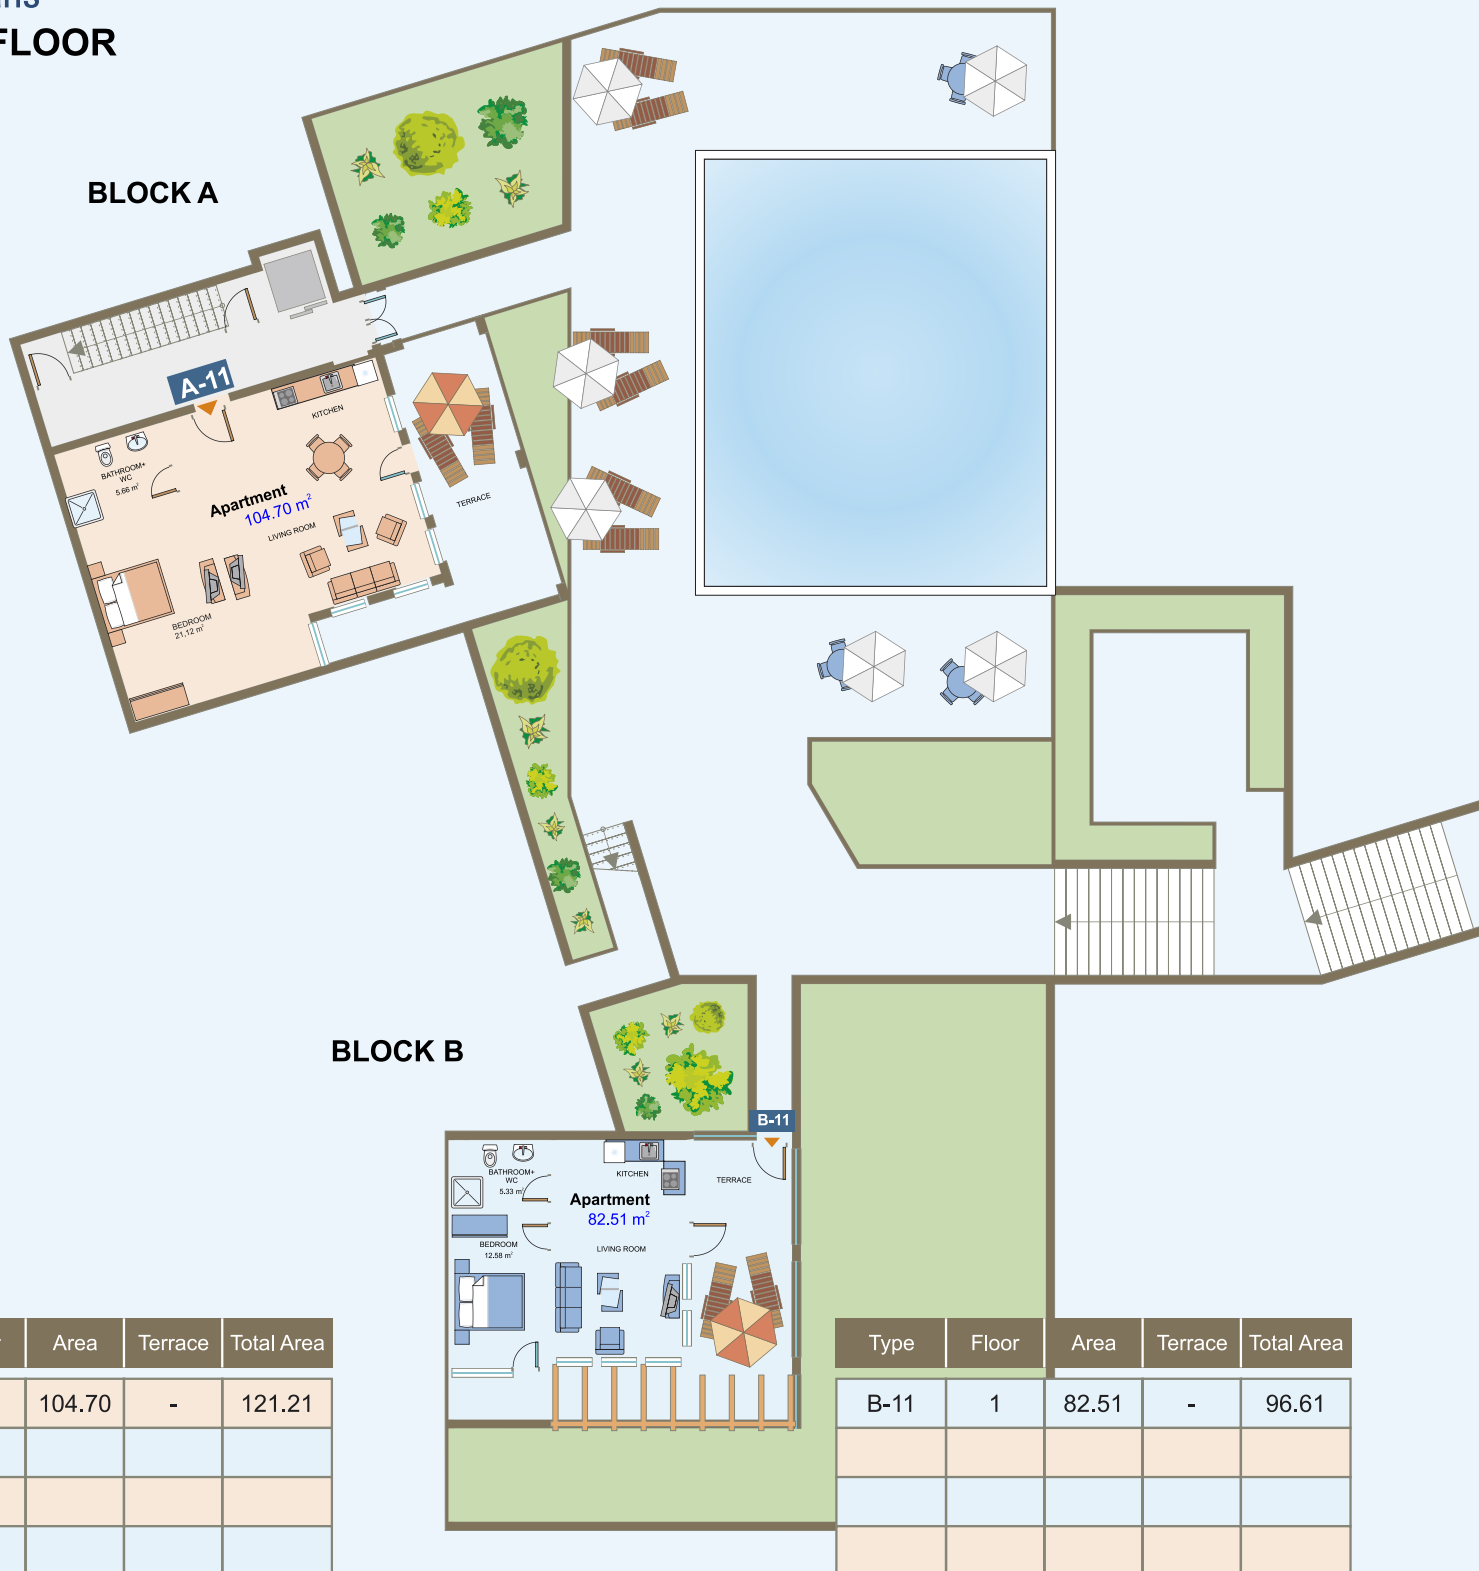 FLOOR
BLOCK A
A-11
KITCHEN
BATHROOM+
WC
5.66 m²
Apartment
104.70 m²
LIVING ROOM
TERRACE
BEDROOM
21,12 m²
BLOCK B
B-11
BATHROOM+
WC
5.33 m²
KITCHEN
TERRACE
Apartment
82.51 m²
BEDROOM
12.58 m²
LIVING ROOM
Area Terrace Total Area
104.70 - 121.21
Type Floor Area Terrace Total Area
B-11 1 82.51 - 96.61